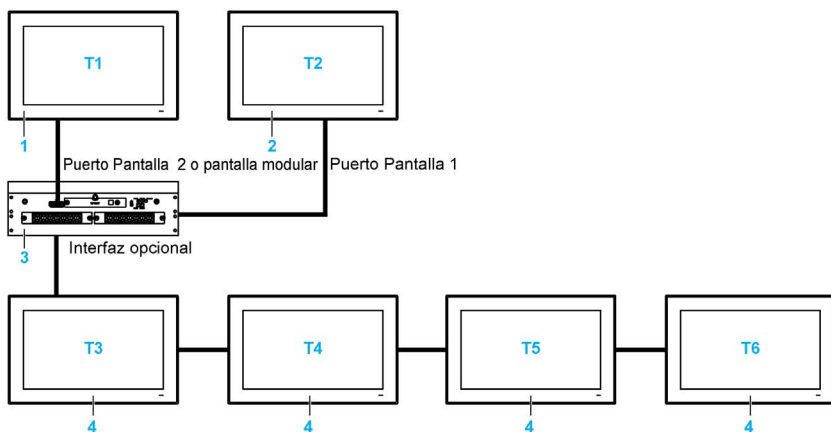 T1
T2
1
2
Puerto Pantalla 2 o pantalla modular
Puerto Pantalla 1
3
Interfaz opcional
T3
T4
T5
T6
4
4
4
4